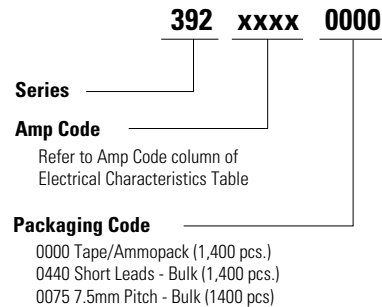 392 xxxx 0000
Series
Amp Code
Refer to Amp Code column of
Electrical Characteristics Table
Packaging Code
0000 Tape/Ammopack (1,400 pcs.)
0440 Short Leads - Bulk (1,400 pcs.)
0075 7.5mm Pitch - Bulk (1400 pcs)